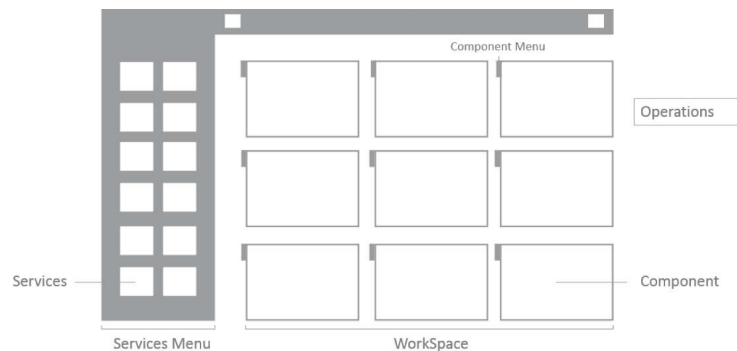 Component Menu
Operations
Services
Component
Services Menu
WorkSpace